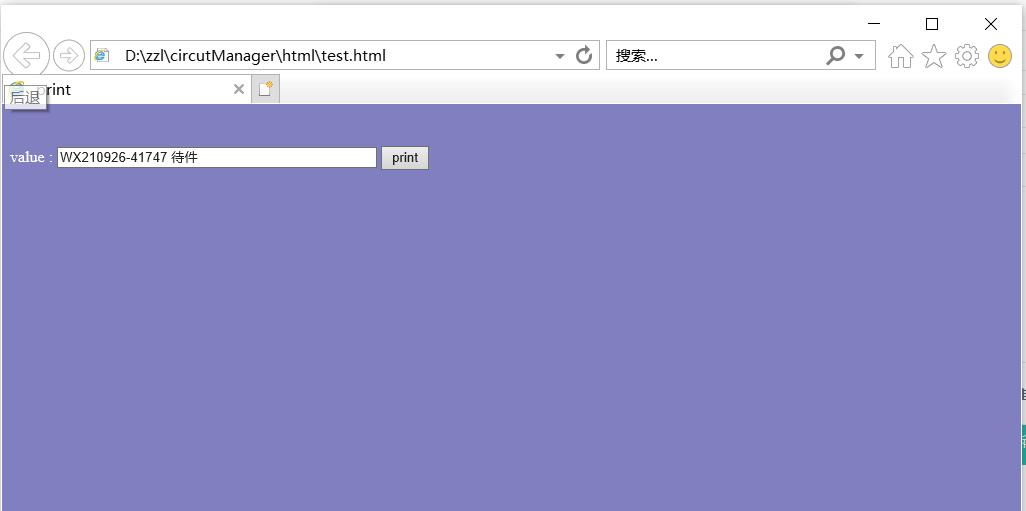 D:\zzl\circutManager\html\test.html
搜索...
print
后退
value : WX210926-41747 待件
print